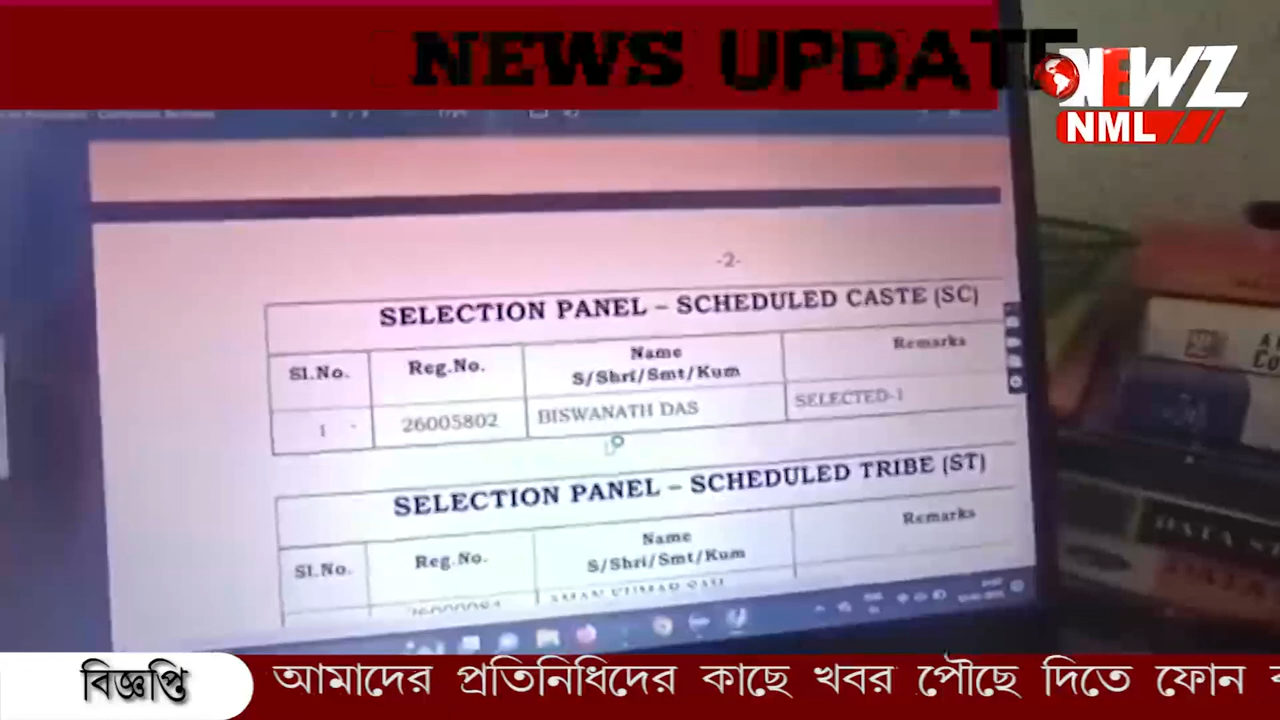 NEWS UPDATE
NEWZ
NML
-2-
SELECTION PANEL – SCHEDULED CASTE (SC)
Sl.No. Reg.No. Name S/Shri/Smt/Kum Remarks
1 26005802 BISWANATH DAS SELECTED-1
SELECTION PANEL – SCHEDULED TRIBE (ST)
Sl.No. Reg.No. Name S/Shri/Smt/Kum Remarks
বিজ্ঞপ্তি
আমাদের প্রতিনিধিদের কাছে খবর পৌছে দিতে ফোন